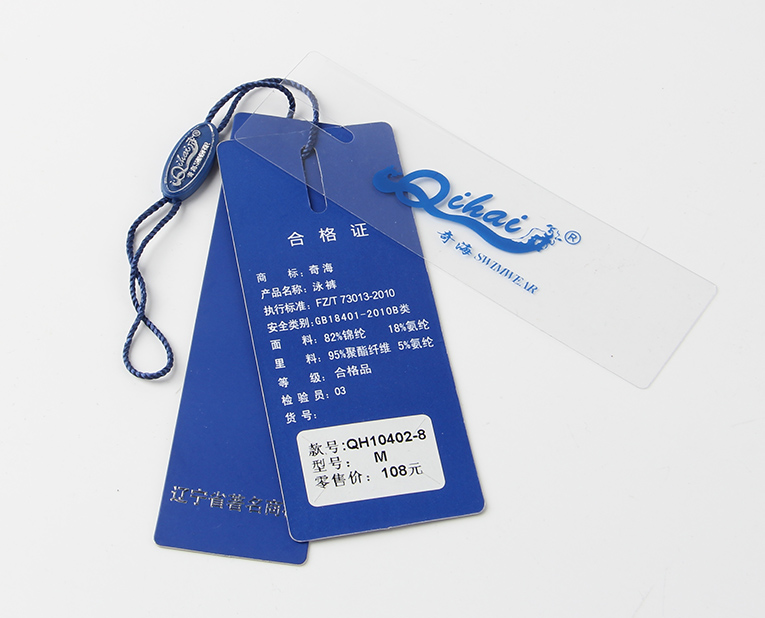 Qihai
奇海 SWIMWEAR
Qihai®
奇海 SWIMWEAR
合格证
商 标：奇海
产品名称：泳裤
执行标准：FZ/T 73013-2010
安全类别：GB18401-2010B类
面 料：82%锦纶 18%氨纶
里 料：95%聚酯纤维 5%氨纶
等 级：合格品
检 验 员：03
货 号：
款号:QH10402-8
型号： M
零售价： 108元
辽宁省著名商